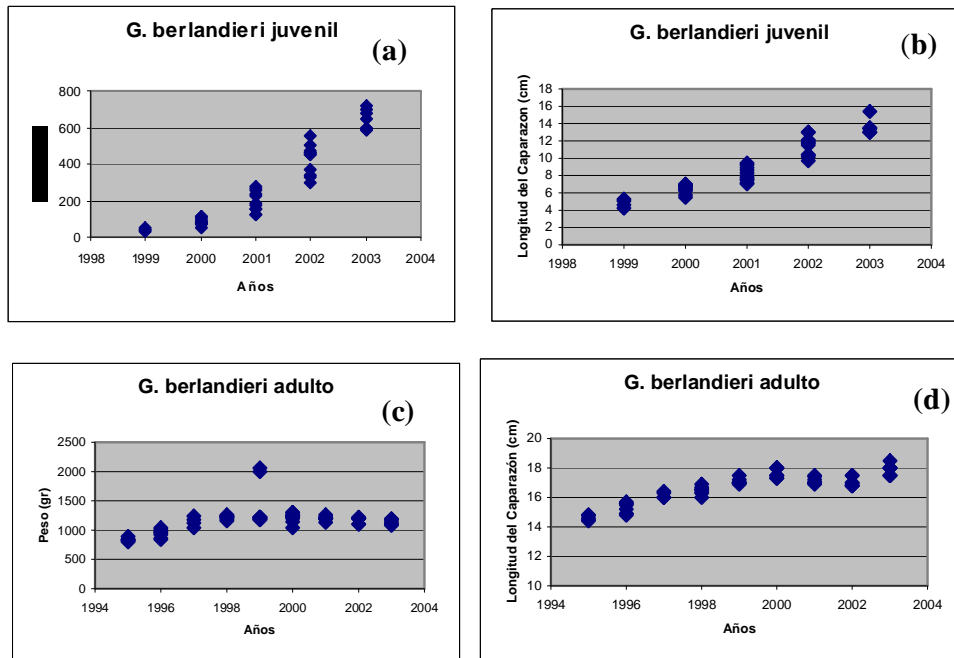 G. berlandieri juvenil
(a)
800
600
400
200
0
1998 1999 2000 2001 2002 2003 2004
Años
G. berlandieri juvenil
(b)
Longitud del Caparazon (cm)
18
16
14
12
10
8
6
4
2
0
1998 1999 2000 2001 2002 2003 2004
Años
G. berlandieri adulto
(c)
Peso (gr)
2500
2000
1500
1000
500
0
1994 1996 1998 2000 2002 2004
Años
G. berlandieri adulto
(d)
Longitud del Caparazón (cm)
20
18
16
14
12
10
1994 1996 1998 2000 2002 2004
Años